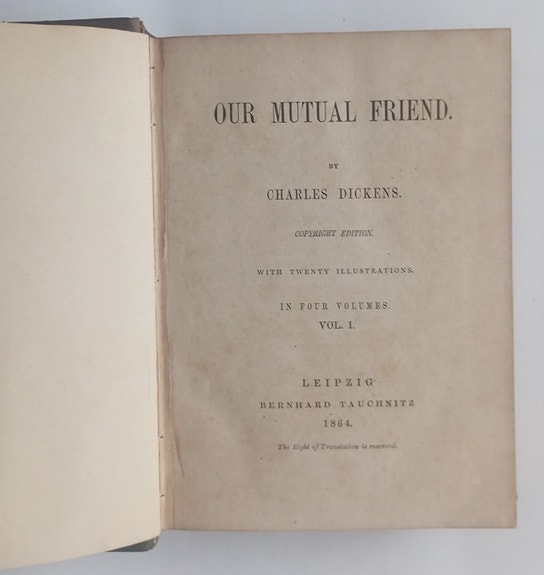 OUR MUTUAL FRIEND.
BY
CHARLES DICKENS.
COPYRIGHT EDITION.
WITH TWENTY ILLUSTRATIONS.
IN FOUR VOLUMES.
VOL. I.
LEIPZIG
BERNHARD TAUCHNITZ
1864.
The Right of Translation is reserved.